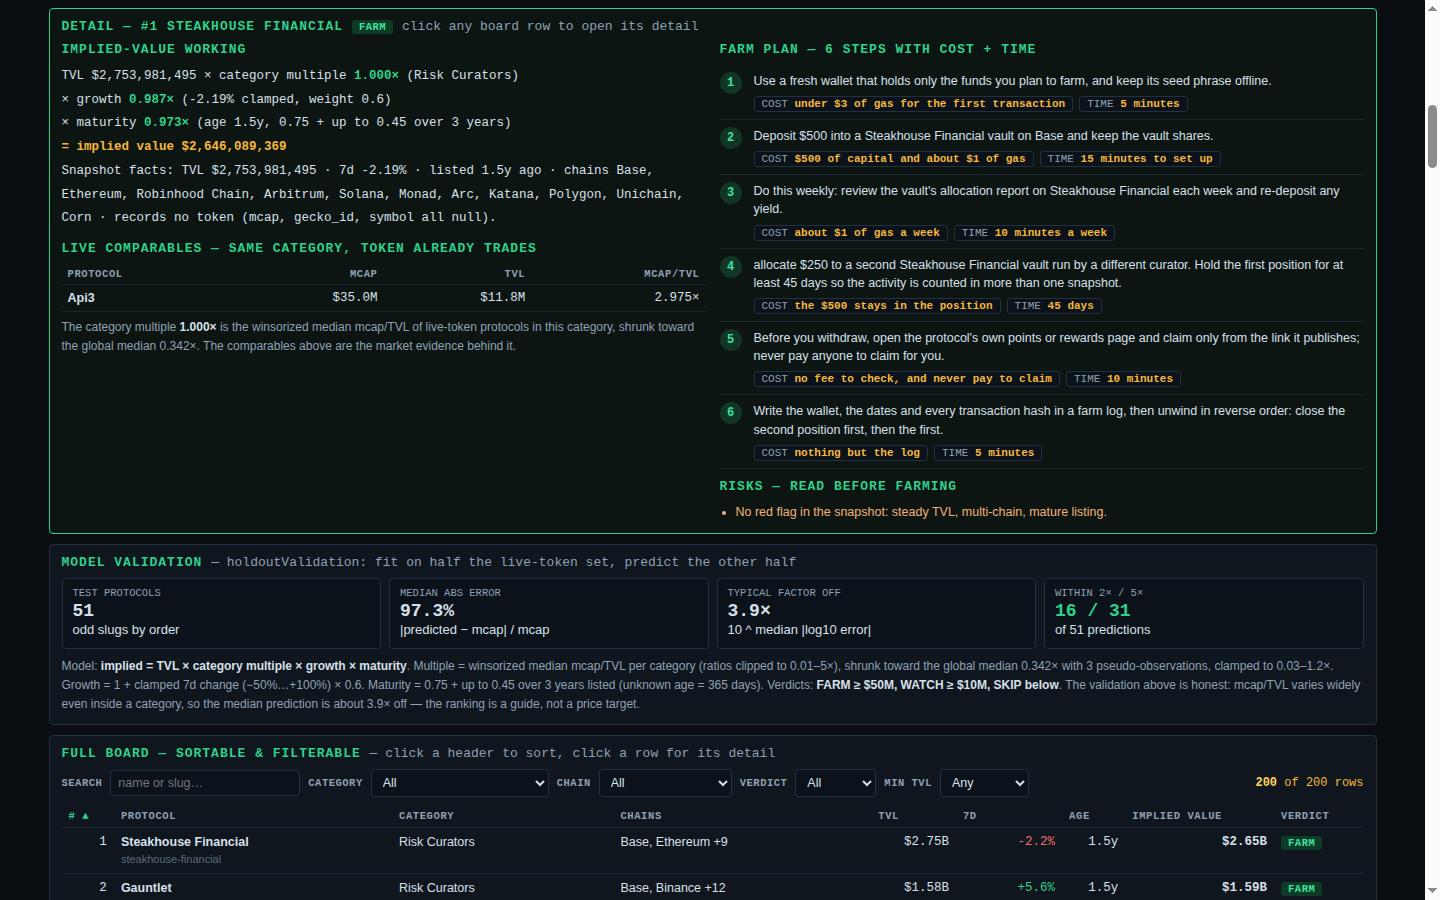 DETAIL — #1 STEAKHOUSE FINANCIAL FARM click any board row to open its detail
IMPLIED-VALUE WORKING
TVL $2,753,981,495 × category multiple 1.000× (Risk Curators)
× growth 0.987× (-2.19% clamped, weight 0.6)
× maturity 0.973× (age 1.5y, 0.75 + up to 0.45 over 3 years)
= implied value $2,646,089,369
Snapshot facts: TVL $2,753,981,495 · 7d -2.19% · listed 1.5y ago · chains Base,
Ethereum, Robinhood Chain, Arbitrum, Solana, Monad, Arc, Katana, Polygon, Unichain,
Corn · records no token (mcap, gecko_id, symbol all null).
LIVE COMPARABLES — SAME CATEGORY, TOKEN ALREADY TRADES
PROTOCOL MCAP TVL MCAP/TVL
Api3 $35.0M $11.8M 2.975×
The category multiple 1.000× is the winsorized median mcap/TVL of live-token protocols in this category, shrunk toward
the global median 0.342×. The comparables above are the market evidence behind it.
FARM PLAN — 6 STEPS WITH COST + TIME
1 Use a fresh wallet that holds only the funds you plan to farm, and keep its seed phrase offline.
COST under $3 of gas for the first transaction TIME 5 minutes
2 Deposit $500 into a Steakhouse Financial vault on Base and keep the vault shares.
COST $500 of capital and about $1 of gas TIME 15 minutes to set up
3 Do this weekly: review the vault's allocation report on Steakhouse Financial each week and re-deposit any
yield.
COST about $1 of gas a week TIME 10 minutes a week
4 allocate $250 to a second Steakhouse Financial vault run by a different curator. Hold the first position for at
least 45 days so the activity is counted in more than one snapshot.
COST the $500 stays in the position TIME 45 days
5 Before you withdraw, open the protocol's own points or rewards page and claim only from the link it publishes;
never pay anyone to claim for you.
COST no fee to check, and never pay to claim TIME 10 minutes
6 Write the wallet, the dates and every transaction hash in a farm log, then unwind in reverse order: close the
second position first, then the first.
COST nothing but the log TIME 5 minutes
RISKS — READ BEFORE FARMING
• No red flag in the snapshot: steady TVL, multi-chain, mature listing.
MODEL VALIDATION — holdoutValidation: fit on half the live-token set, predict the other half
TEST PROTOCOLS
51
odd slugs by order
MEDIAN ABS ERROR
97.3%
|predicted − mcap| / mcap
TYPICAL FACTOR OFF
3.9×
10 ^ median |log10 error|
WITHIN 2× / 5×
16 / 31
of 51 predictions
Model: implied = TVL × category multiple × growth × maturity. Multiple = winsorized median mcap/TVL per category (ratios clipped to 0.01–5×), shrunk toward the global median 0.342× with 3 pseudo-observations, clamped to 0.03–1.2×.
Growth = 1 + clamped 7d change (−50%…+100%) × 0.6. Maturity = 0.75 + up to 0.45 over 3 years listed (unknown age = 365 days). Verdicts: FARM ≥ $50M, WATCH ≥ $10M, SKIP below. The validation above is honest: mcap/TVL varies widely
even inside a category, so the median prediction is about 3.9× off — the ranking is a guide, not a price target.
FULL BOARD — SORTABLE & FILTERABLE — click a header to sort, click a row for its detail
SEARCH name or slug… CATEGORY All CHAIN All VERDICT All MIN TVL Any 200 of 200 rows
# ▲ PROTOCOL CATEGORY CHAINS TVL 7D AGE IMPLIED VALUE VERDICT
1 Steakhouse Financial Risk Curators Base, Ethereum +9 $2.75B -2.2% 1.5y $2.65B FARM
steakhouse-financial
2 Gauntlet Risk Curators Base, Binance +12 $1.58B +5.6% 1.5y $1.59B FARM